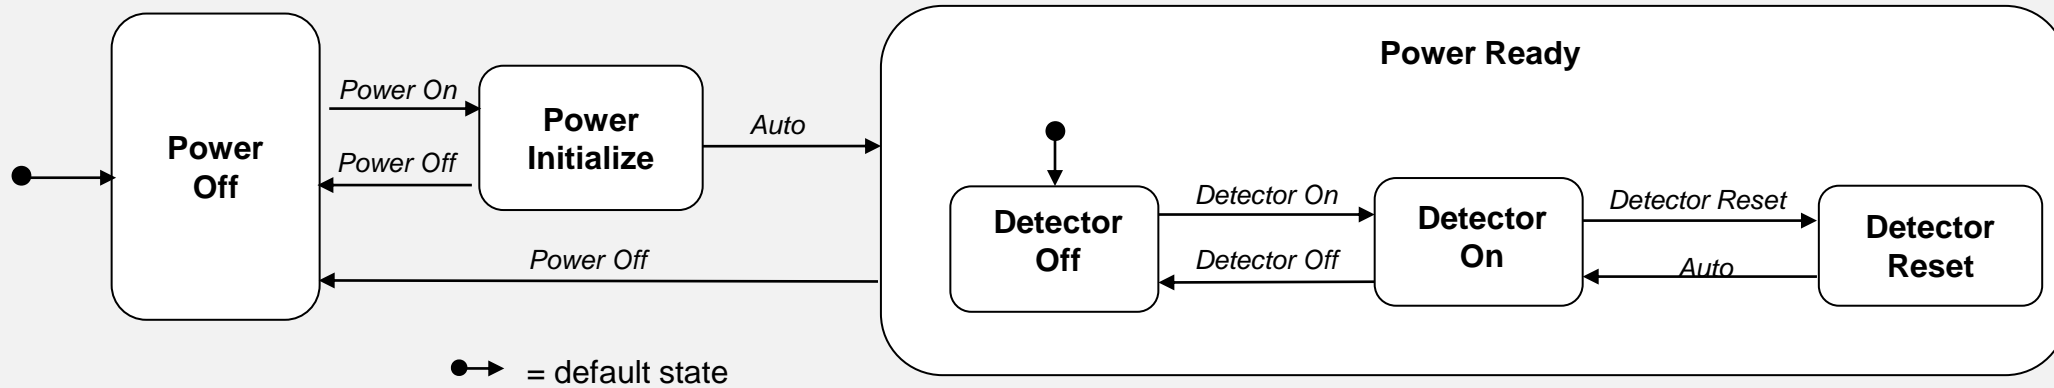 Power Ready
Power On
Power
Initialize
Auto
Power
Off
Power Off
Detector On
Detector Reset
Detector
Off
Detector
On
Detector
Reset
Power Off
Detector Off
Auto
= default state